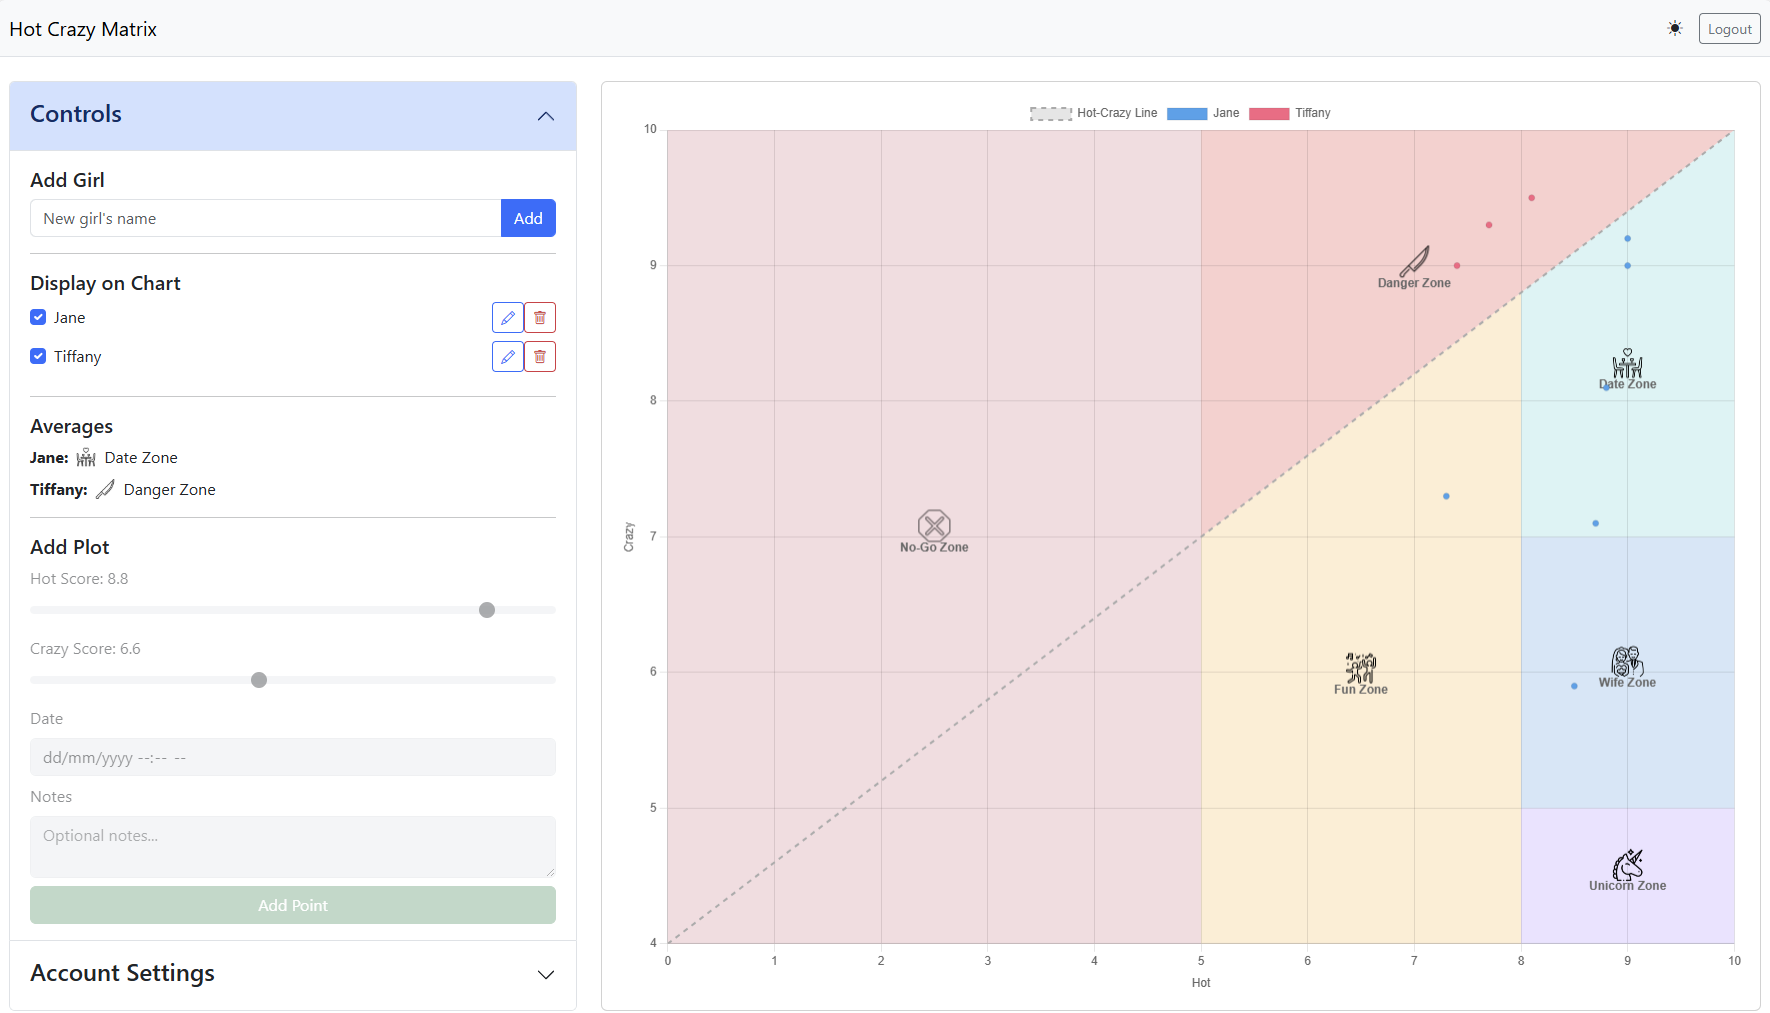 Hot Crazy Matrix
Logout
Controls
Add Girl
New girl's name
Add
Display on Chart
Jane
Tiffany
Averages
Jane: Date Zone
Tiffany: Danger Zone
Add Plot
Hot Score: 8.8
Crazy Score: 6.6
Date
dd/mm/yyyy --:-- --
Notes
Optional notes...
Add Point
Account Settings
Hot-Crazy Line Jane Tiffany
10
9
8
7
6
5
4
Crazy
Danger Zone
Date Zone
No-Go Zone
Fun Zone
Wife Zone
Unicorn Zone
0 1 2 3 4 5 6 7 8 9 10
Hot